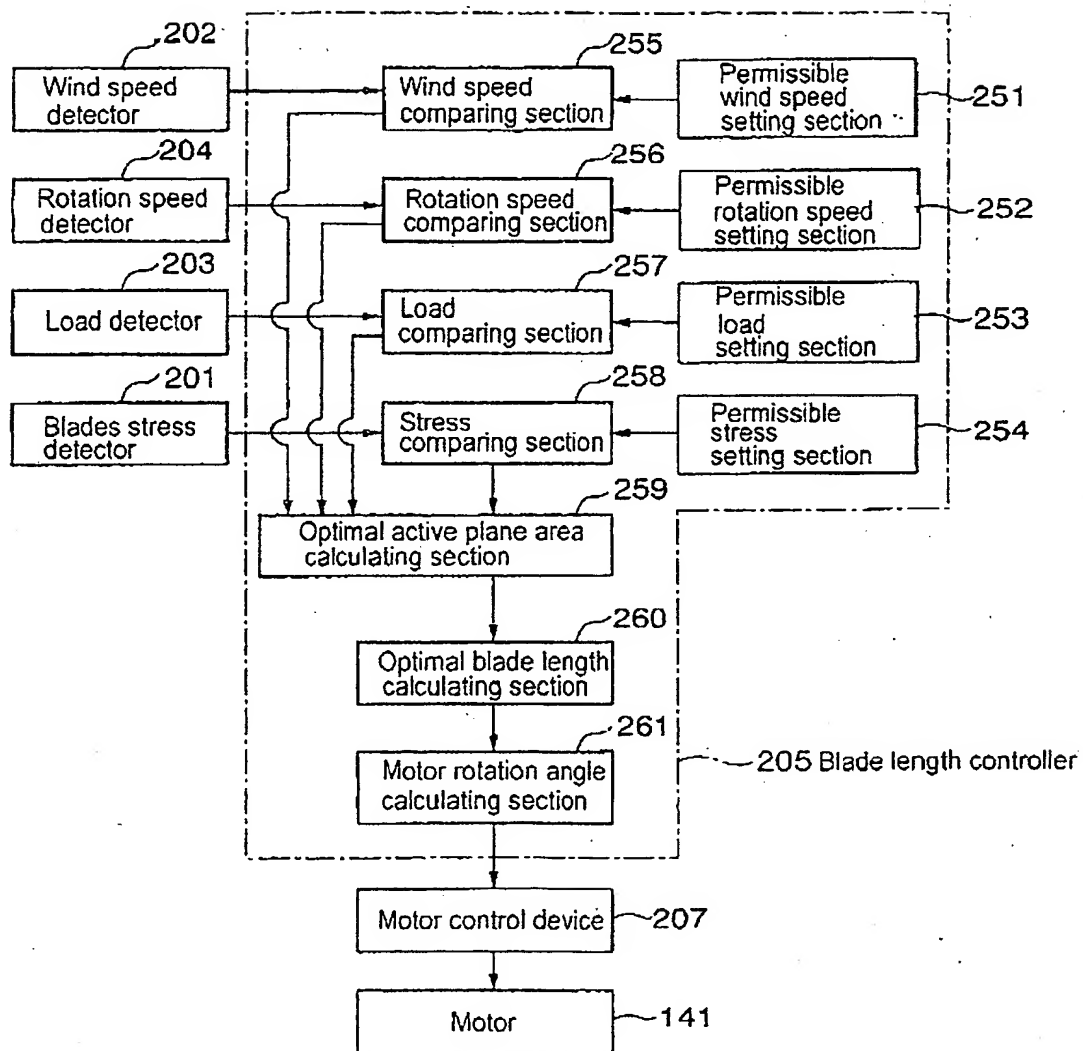 202
255
Wind speed
detector
Wind speed
comparing section
Permissible
wind speed
setting section
251
204
256
Rotation speed
detector
Rotation speed
comparing section
Permissible
rotation speed
setting section
252
203
257
Load detector
Load
comparing section
Permissible
load
setting section
253
201
258
Blades stress
detector
Stress
comparing section
Permissible
stress
setting section
254
259
Optimal active plane area
calculating section
260
Optimal blade length
calculating section
261
Motor rotation angle
calculating section
205 Blade length controller
Motor control device
207
Motor
141